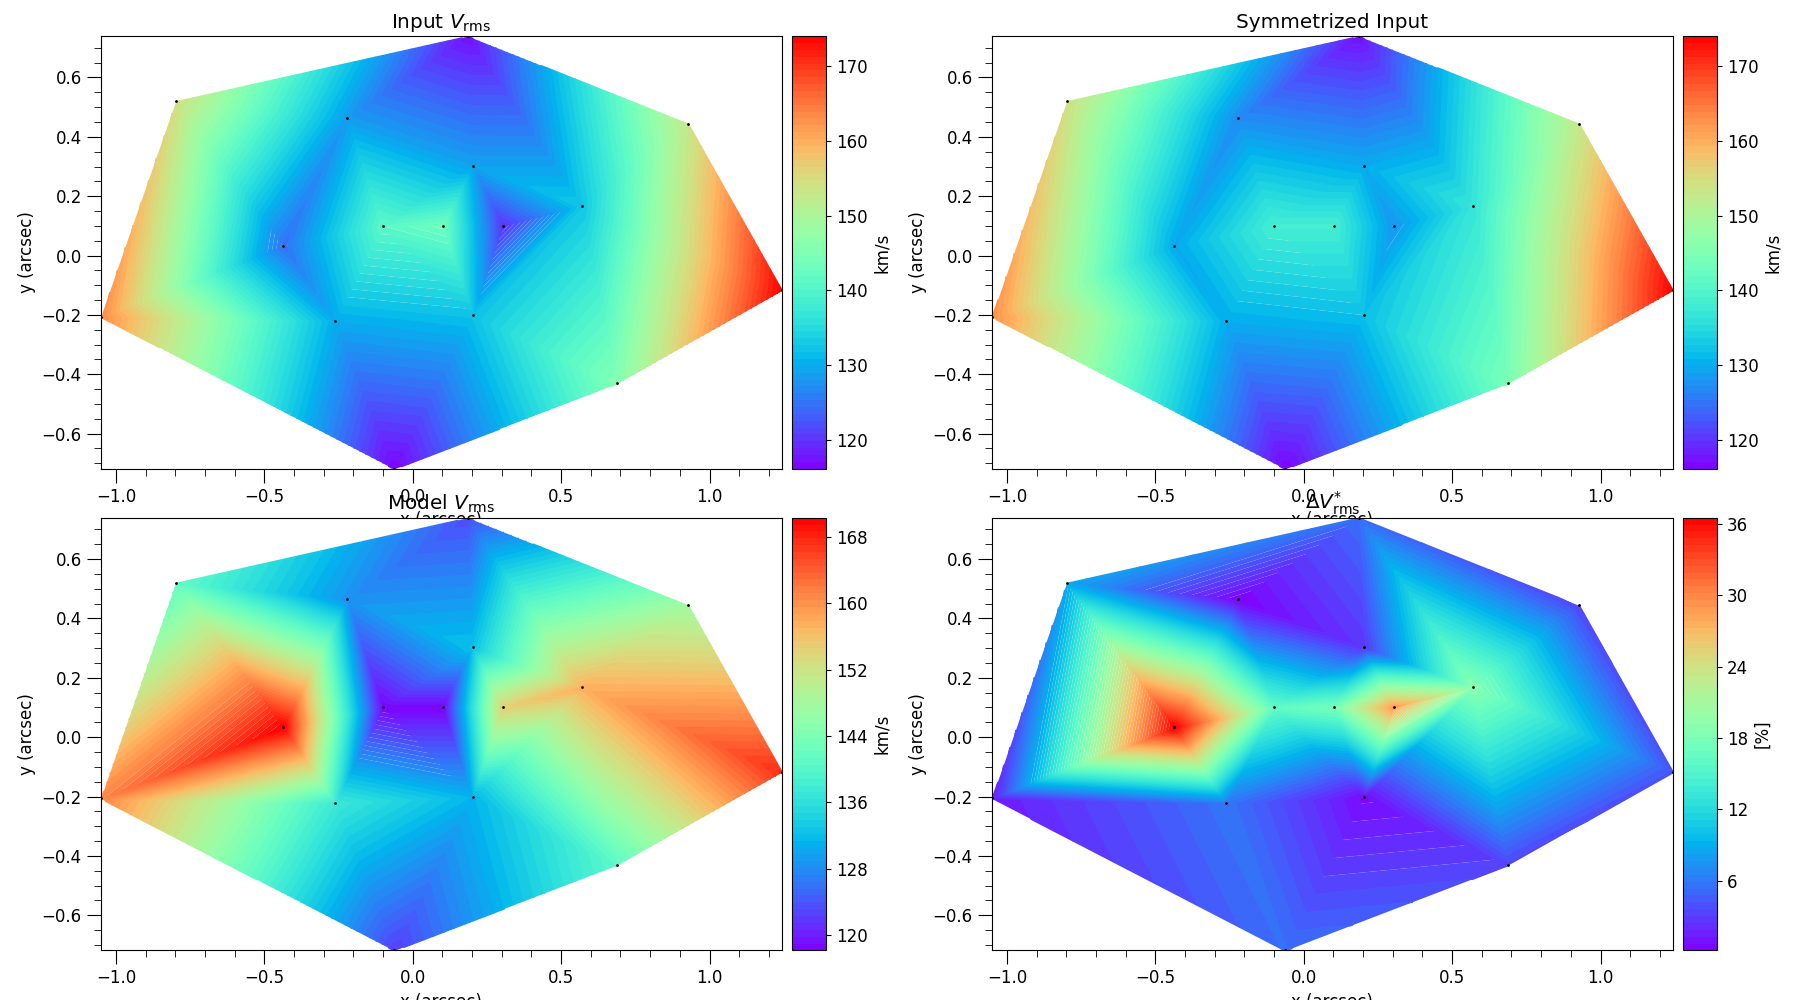 Input V_rms
Symmetrized Input
0.6
0.4
0.2
0.0
−0.2
−0.4
−0.6
y (arcsec)
−1.0 −0.5 0.0 0.5 1.0
x (arcsec)
170
160
150
140
130
120
km/s
0.6
0.4
0.2
0.0
−0.2
−0.4
−0.6
y (arcsec)
−1.0 −0.5 0.0 0.5 1.0
x (arcsec)
170
160
150
140
130
120
km/s
Model V_rms
ΔV*_rms
0.6
0.4
0.2
0.0
−0.2
−0.4
−0.6
y (arcsec)
−1.0 −0.5 0.0 0.5 1.0
x (arcsec)
168
160
152
144
136
128
120
km/s
0.6
0.4
0.2
0.0
−0.2
−0.4
−0.6
y (arcsec)
−1.0 −0.5 0.0 0.5 1.0
x (arcsec)
36
30
24
18
12
6
[%]